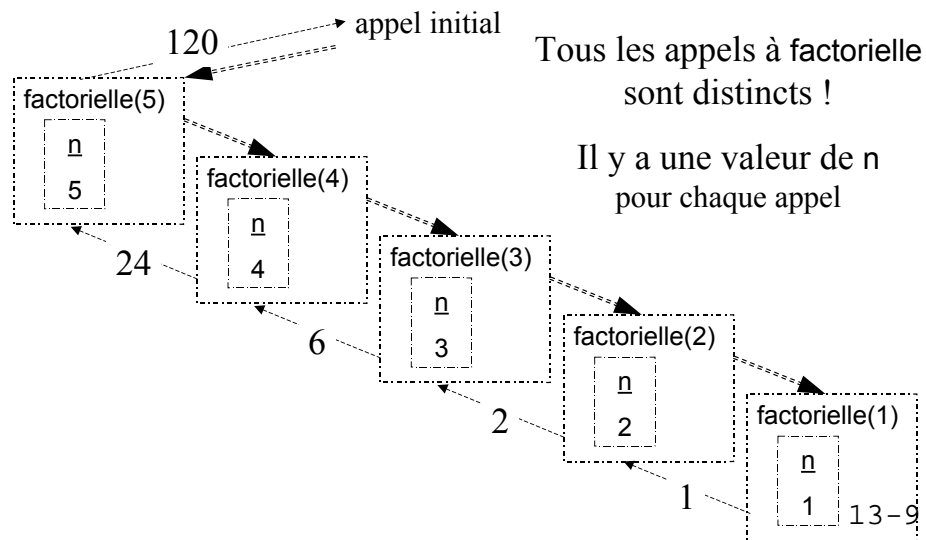 120
appel initial
Tous les appels à factorielle
sont distincts !
Il y a une valeur de n
pour chaque appel
factorielle(5)
n
5
factorielle(4)
n
4
24
factorielle(3)
n
3
6
factorielle(2)
n
2
2
factorielle(1)
n
1
1
13-9